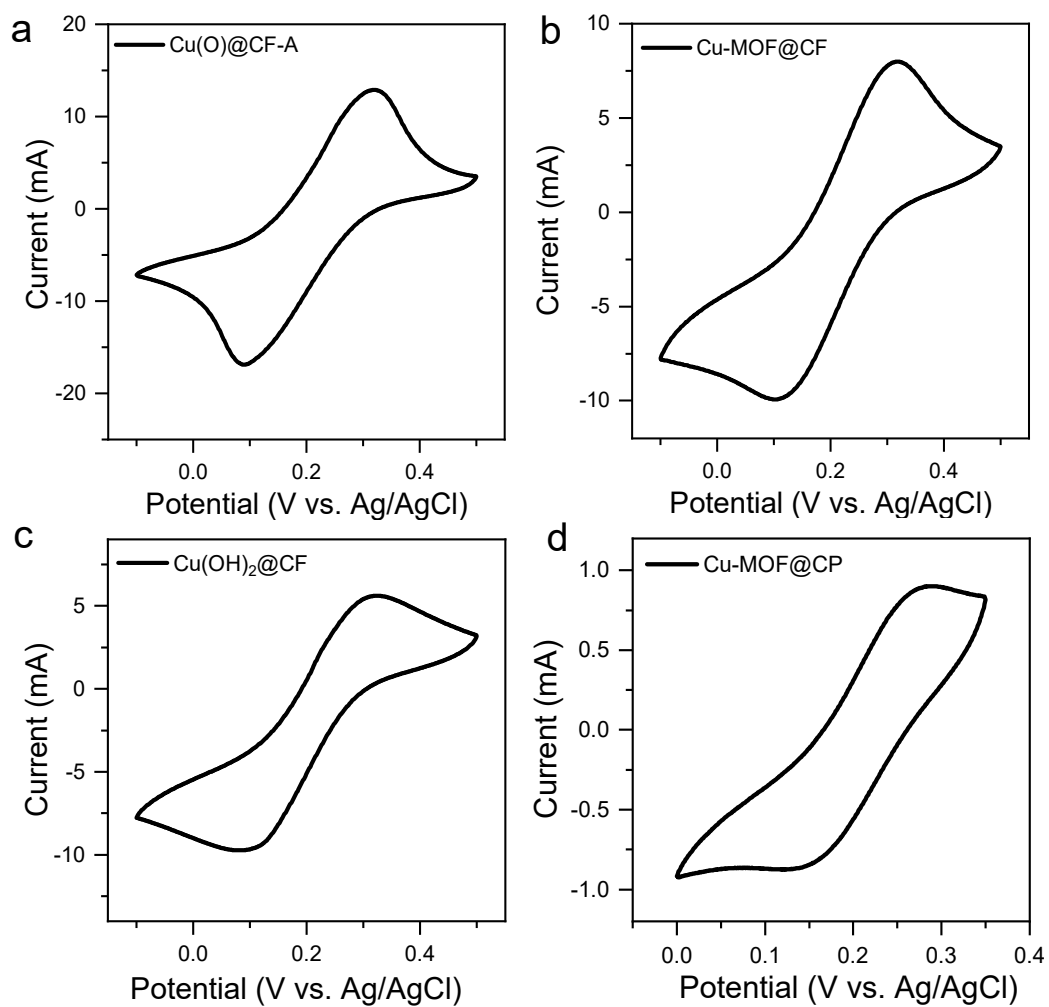 a
Cu(O)@CF-A
20
10
0
-10
-20
Current (mA)
0.0 0.2 0.4
Potential (V vs. Ag/AgCl)
b
Cu-MOF@CF
10
5
0
-5
-10
Current (mA)
0.0 0.2 0.4
Potential (V vs. Ag/AgCl)
c
Cu(OH)₂@CF
5
0
-5
-10
Current (mA)
0.0 0.2 0.4
Potential (V vs. Ag/AgCl)
d
Cu-MOF@CP
1.0
0.5
0.0
-0.5
-1.0
Current (mA)
0.0 0.1 0.2 0.3 0.4
Potential (V vs. Ag/AgCl)